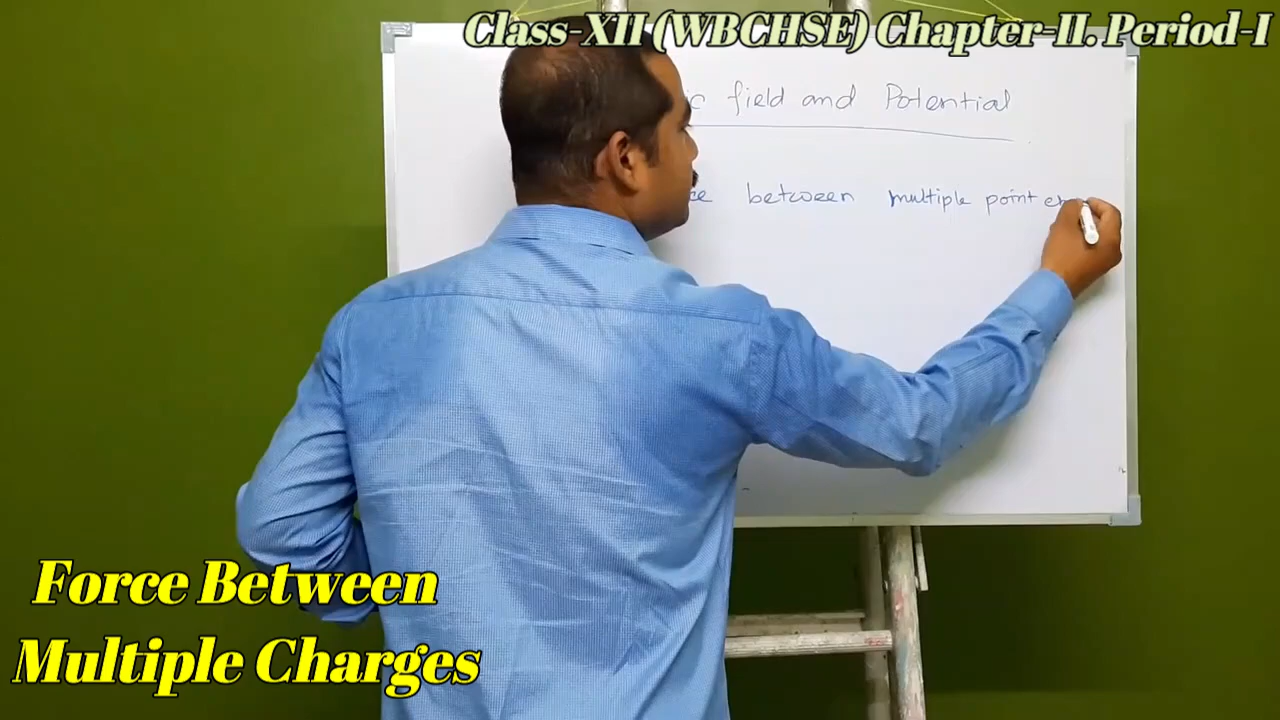 Class-XII (WBCHSE) Chapter-II. Period-I
field and Potential
between multiple point
Force Between
Multiple Charges